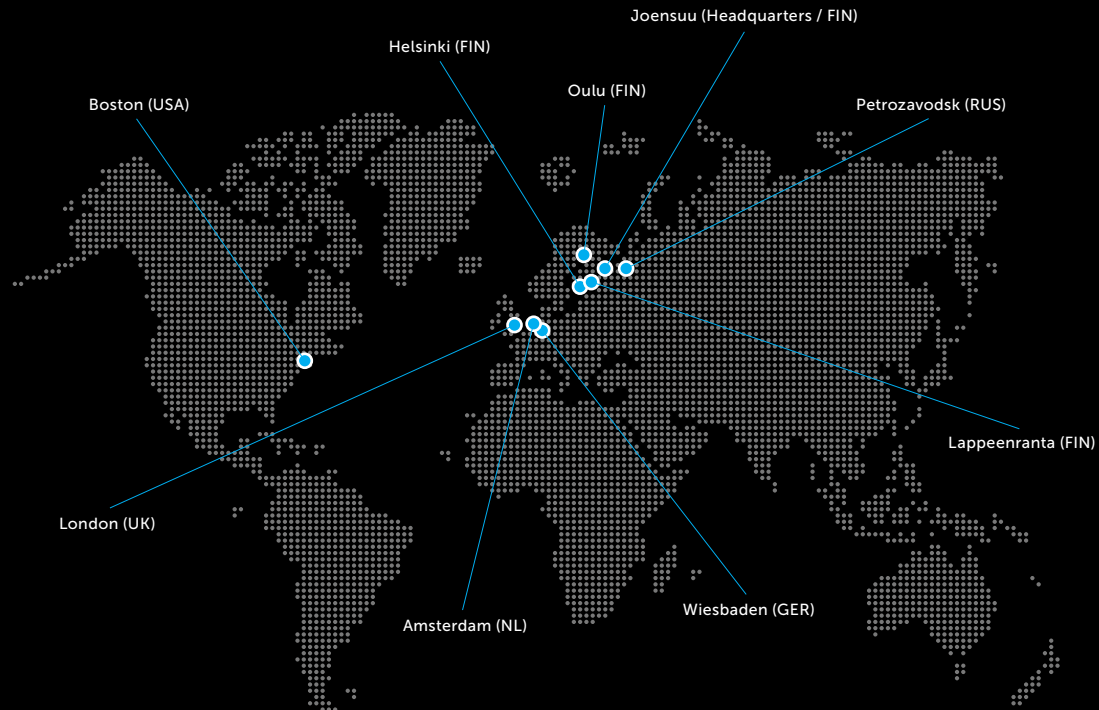 Joensuu (Headquarters / FIN)
Helsinki (FIN)
Oulu (FIN)
Boston (USA)
Petrozavodsk (RUS)
Lappeenranta (FIN)
London (UK)
Wiesbaden (GER)
Amsterdam (NL)